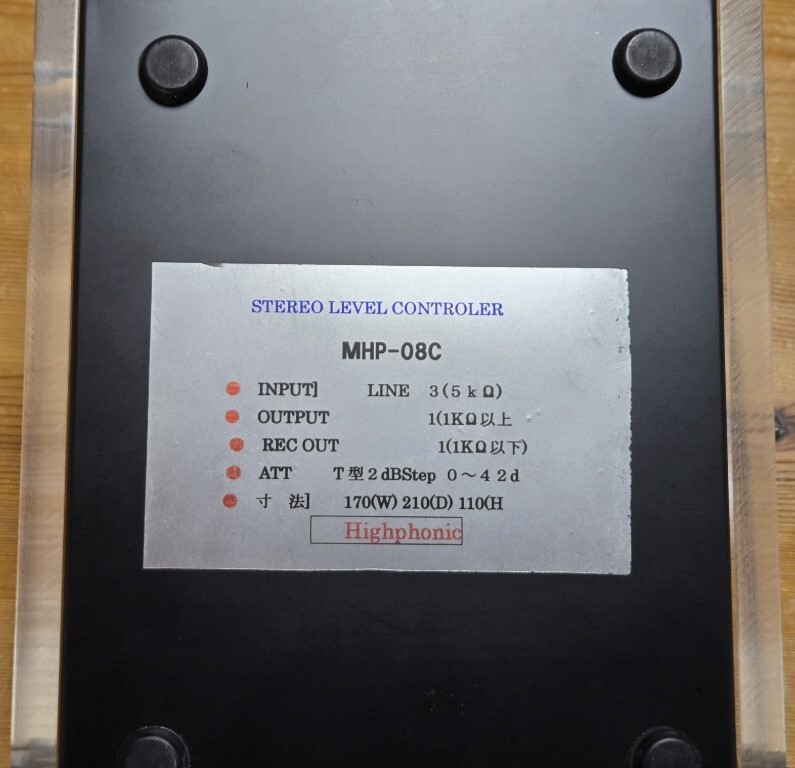 STEREO LEVEL CONTROLER
MHP-08C
INPUT] LINE 3(5kΩ)
OUTPUT 1(1KΩ以上
REC OUT 1(1KΩ以下)
ATT T型2dBStep 0～42d
寸 法] 170(W) 210(D) 110(H
Highphonic